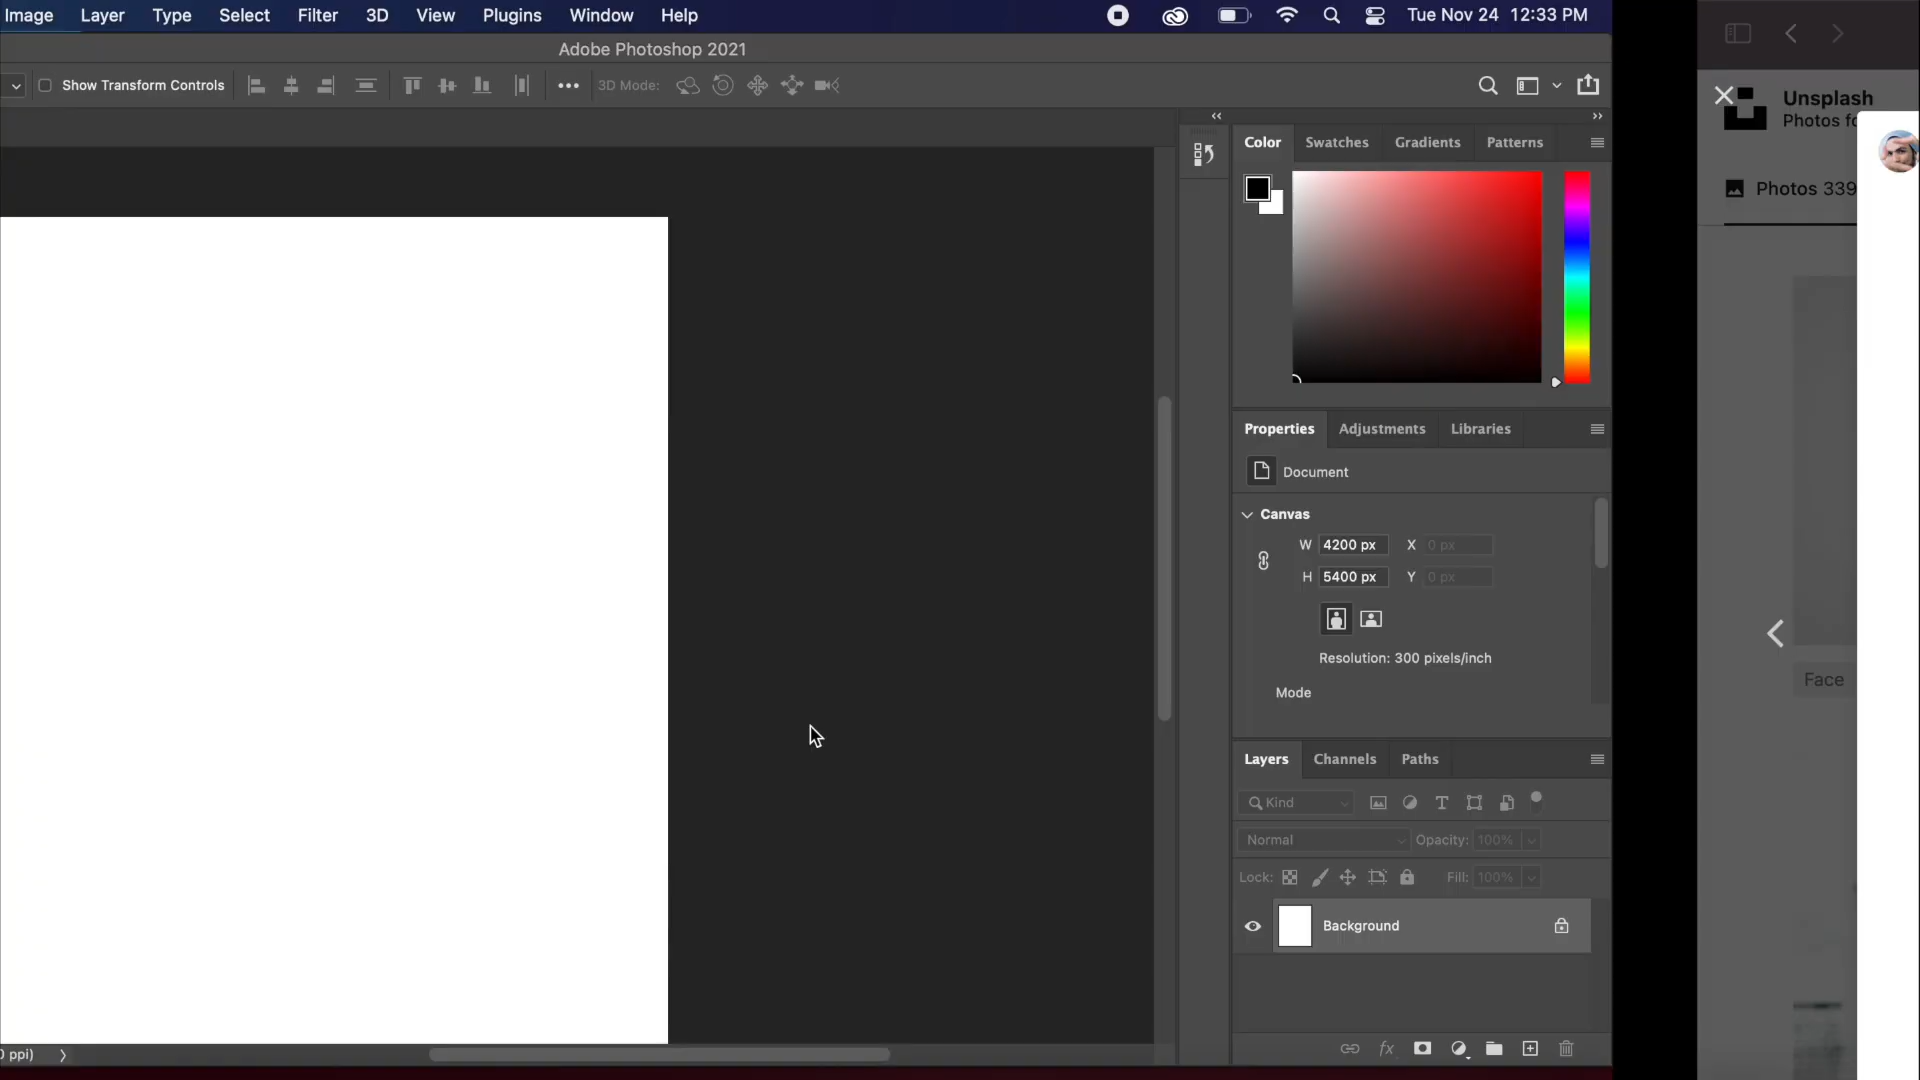 Image Layer Type Select Filter 3D View Plugins Window Help Tue Nov 24 12:33 PM
Adobe Photoshop 2021
Show Transform Controls 3D Mode:
Unsplash
Photos fo
Color Swatches Gradients Patterns
Photos 339
Properties Adjustments Libraries
Document
Canvas
W 4200 px X 0 px
H 5400 px Y 0 px
Resolution: 300 pixels/inch
Face
Mode
Layers Channels Paths
Kind
Normal Opacity: 100%
Lock: Fill: 100%
Background
ppi)